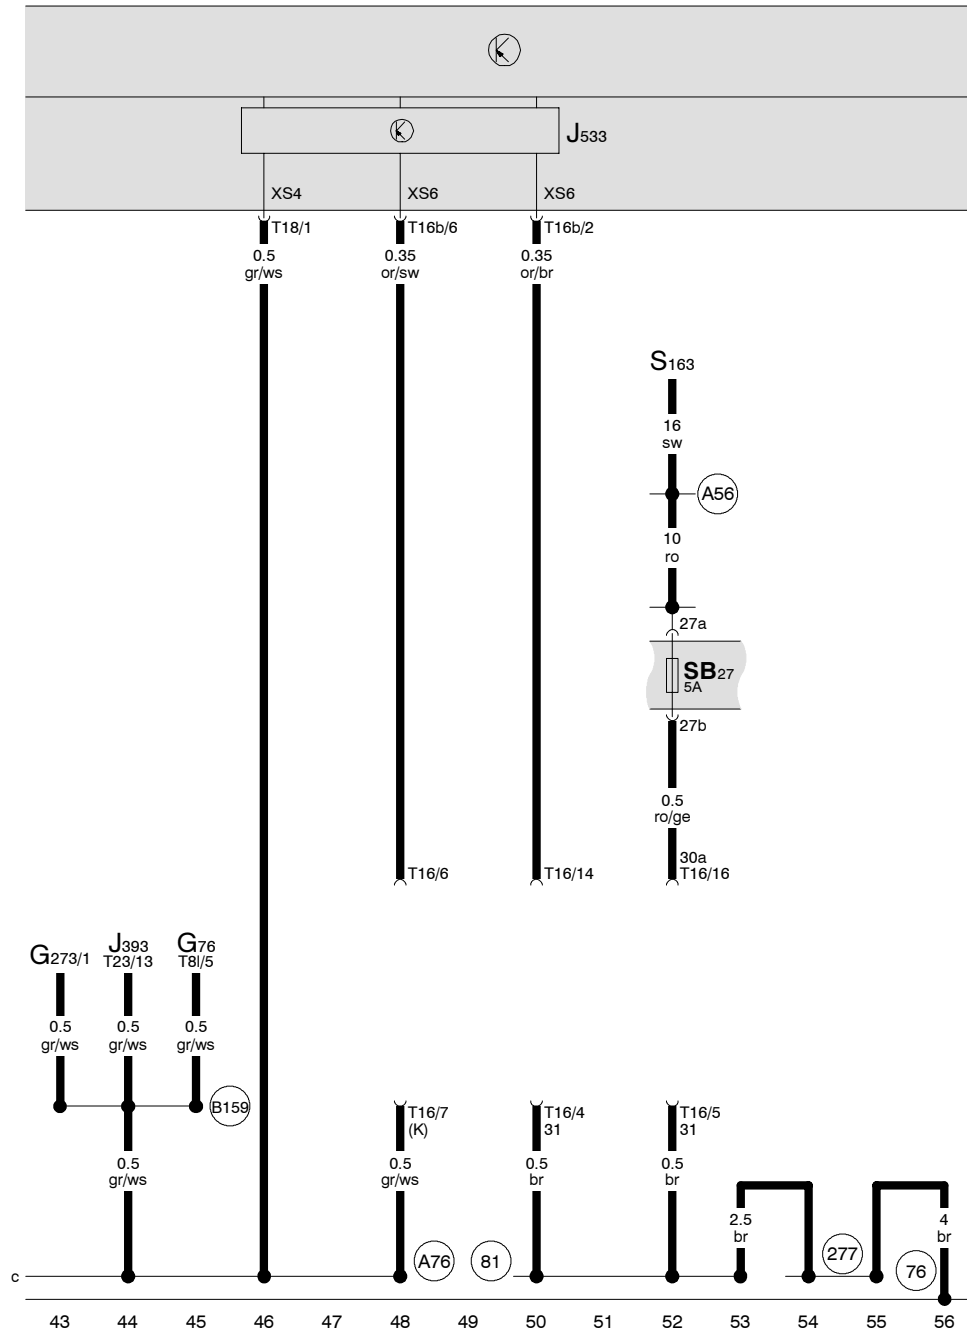 J533
XS4 XS6 XS6
T18/1 T16b/6 T16b/2
0.5 0.35 0.35
gr/ws or/sw or/br
S163
16
sw
A56
10
ro
27a
SB27
5A
27b
0.5
ro/ge
30a
T16/6 T16/14 T16/16
G273/1 J393 G76
T23/13 T8l/5
0.5 0.5 0.5
gr/ws gr/ws gr/ws
B159
T16/7 T16/4 T16/5
(K) 31 31
0.5 0.5 0.5 0.5
gr/ws gr/ws br br
2.5 4
br br
A76 81 277 76
c
43 44 45 46 47 48 49 50 51 52 53 54 55 56